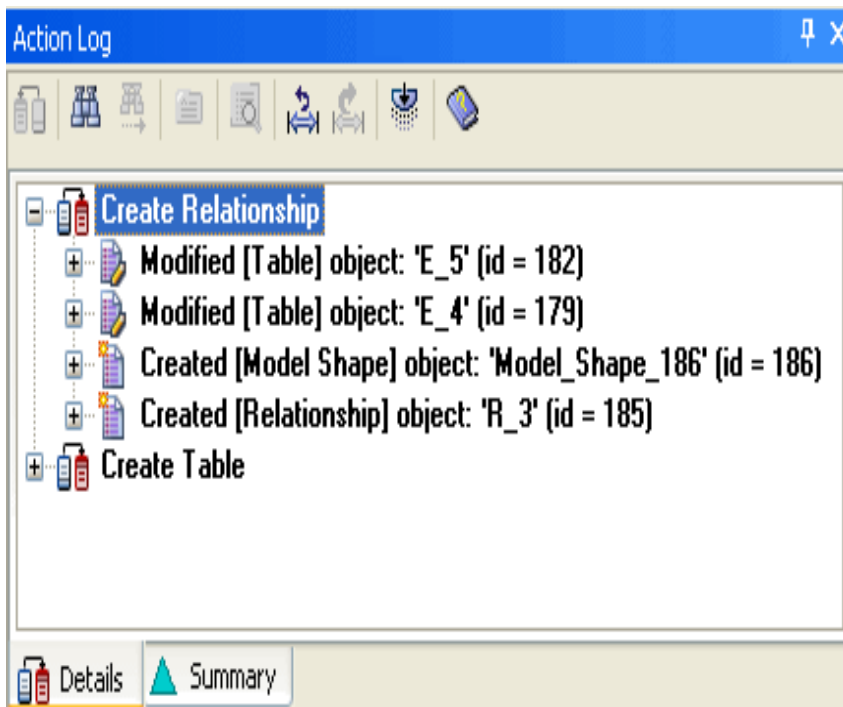 Action Log
Create Relationship
Modified [Table] object: 'E_5' (id = 182)
Modified [Table] object: 'E_4' (id = 179)
Created [Model Shape] object: 'Model_Shape_186' (id = 186)
Created [Relationship] object: 'R_3' (id = 185)
Create Table
Details
Summary